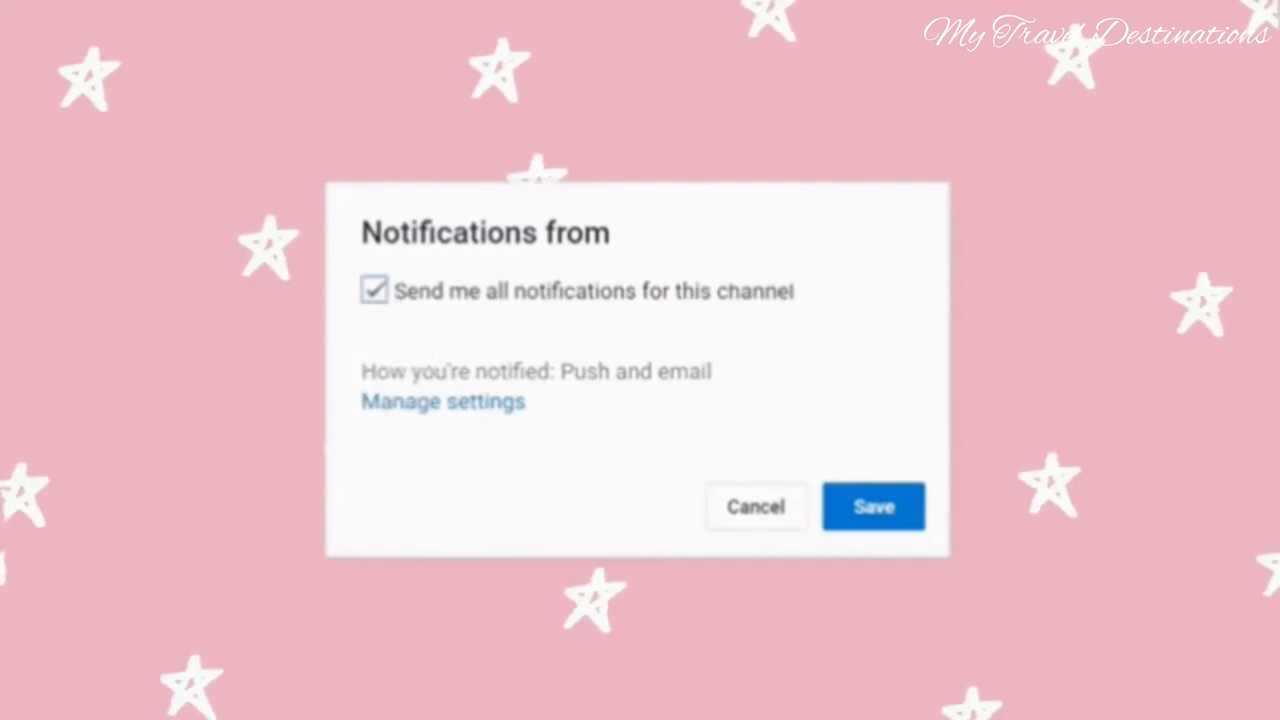 My Travel Destinations
Notifications from
Send me all notifications for this channel
How you're notified: Push and email
Manage settings
Cancel
Save